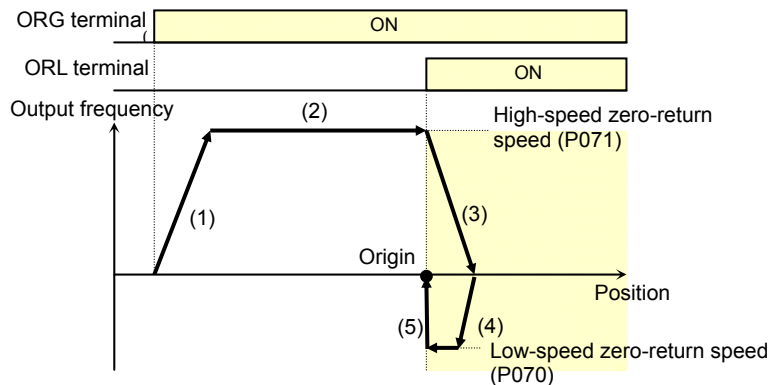 ORG terminal
(
ON
ORL terminal
ON
Output frequency
(2)
High-speed zero-return
speed (P071)
(1)
(3)
Origin
Position
(5)
(4)
Low-speed zero-return speed
(P070)